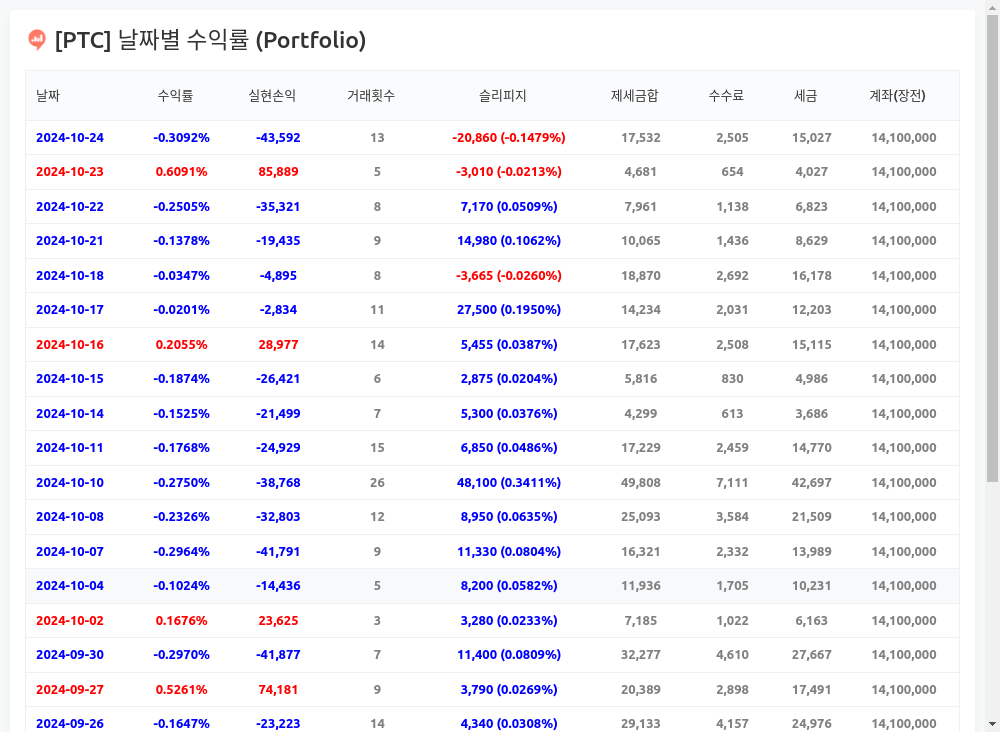 [PTC] 날짜별 수익률 (Portfolio)
날짜 수익률 실현손익 거래횟수 슬리피지 제세금합 수수료 세금 계좌(장전)
2024-10-24 -0.3092% -43,592 13 -20,860 (-0.1479%) 17,532 2,505 15,027 14,100,000
2024-10-23 0.6091% 85,889 5 -3,010 (-0.0213%) 4,681 654 4,027 14,100,000
2024-10-22 -0.2505% -35,321 8 7,170 (0.0509%) 7,961 1,138 6,823 14,100,000
2024-10-21 -0.1378% -19,435 9 14,980 (0.1062%) 10,065 1,436 8,629 14,100,000
2024-10-18 -0.0347% -4,895 8 -3,665 (-0.0260%) 18,870 2,692 16,178 14,100,000
2024-10-17 -0.0201% -2,834 11 27,500 (0.1950%) 14,234 2,031 12,203 14,100,000
2024-10-16 0.2055% 28,977 14 5,455 (0.0387%) 17,623 2,508 15,115 14,100,000
2024-10-15 -0.1874% -26,421 6 2,875 (0.0204%) 5,816 830 4,986 14,100,000
2024-10-14 -0.1525% -21,499 7 5,300 (0.0376%) 4,299 613 3,686 14,100,000
2024-10-11 -0.1768% -24,929 15 6,850 (0.0486%) 17,229 2,459 14,770 14,100,000
2024-10-10 -0.2750% -38,768 26 48,100 (0.3411%) 49,808 7,111 42,697 14,100,000
2024-10-08 -0.2326% -32,803 12 8,950 (0.0635%) 25,093 3,584 21,509 14,100,000
2024-10-07 -0.2964% -41,791 9 11,330 (0.0804%) 16,321 2,332 13,989 14,100,000
2024-10-04 -0.1024% -14,436 5 8,200 (0.0582%) 11,936 1,705 10,231 14,100,000
2024-10-02 0.1676% 23,625 3 3,280 (0.0233%) 7,185 1,022 6,163 14,100,000
2024-09-30 -0.2970% -41,877 7 11,400 (0.0809%) 32,277 4,610 27,667 14,100,000
2024-09-27 0.5261% 74,181 9 3,790 (0.0269%) 20,389 2,898 17,491 14,100,000
2024-09-26 -0.1647% -23,223 14 4,340 (0.0308%) 29,133 4,157 24,976 14,100,000